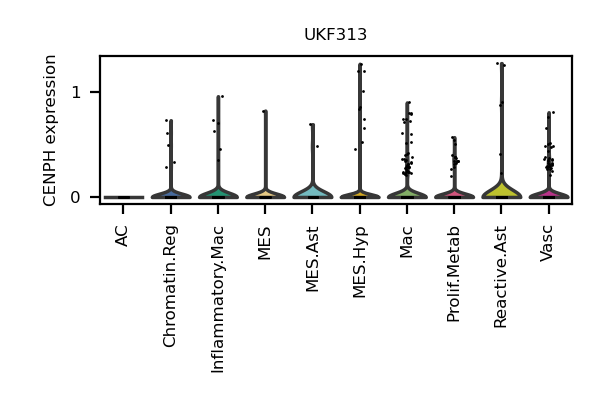 UKF313
CENPH expression
1
0
AC
Chromatin.Reg
Inflammatory.Mac
MES
MES.Ast
MES.Hyp
Mac
Prolif.Metab
Reactive.Ast
Vasc